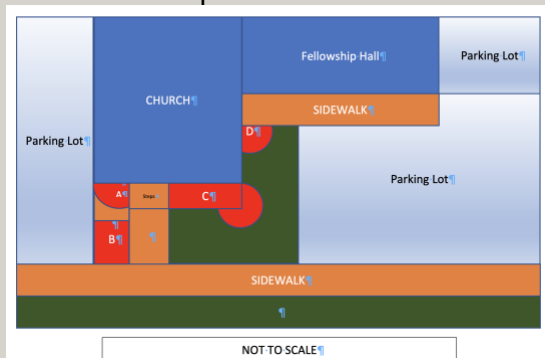 Fellowship Hall¶
Parking Lot¶
CHURCH¶
SIDEWALK¶
D¶
Parking Lot¶
Parking Lot¶
¶
A¶
Steps
C¶
¶
B¶
¶
SIDEWALK¶
¶
NOT TO SCALE¶